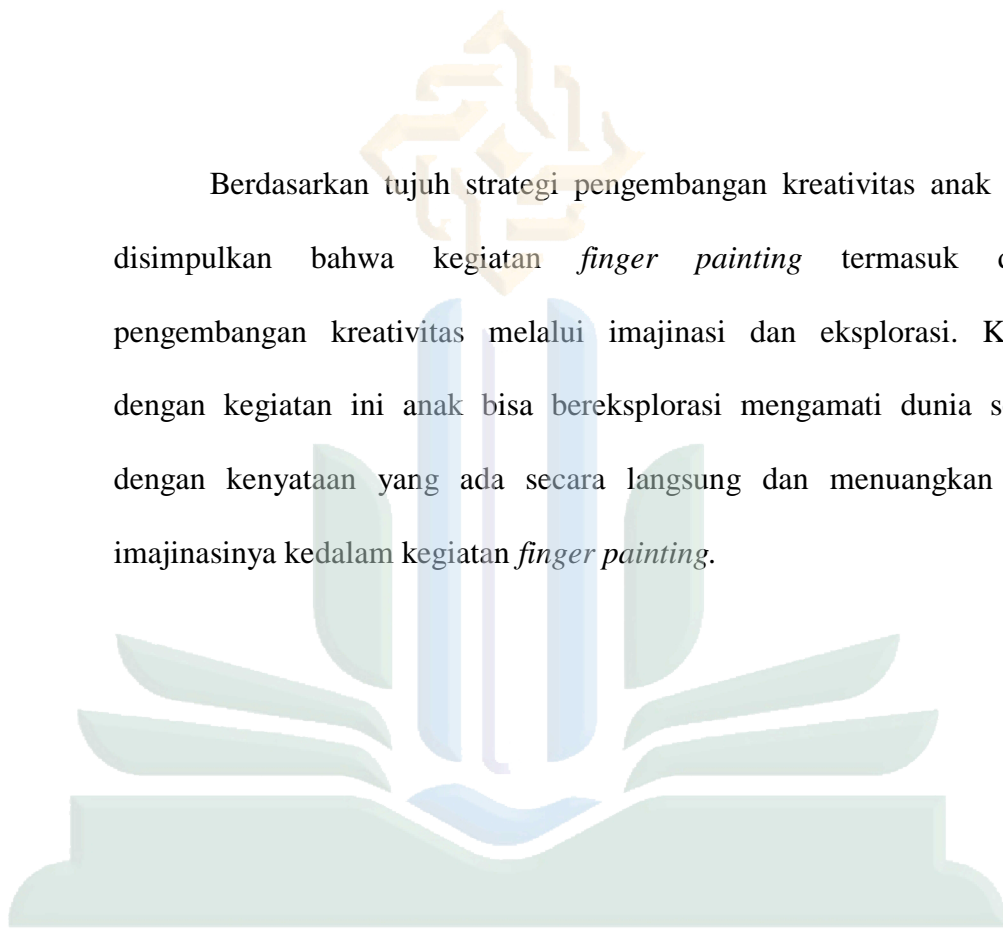 Berdasarkan tujuh strategi pengembangan kreativitas anak
disimpulkan bahwa kegiatan finger painting termasuk
pengembangan kreativitas melalui imajinasi dan eksplorasi.
dengan kegiatan ini anak bisa bereksplorasi mengamati dunia
dengan kenyataan yang ada secara langsung dan menuangkan
imajinasinya kedalam kegiatan finger painting.